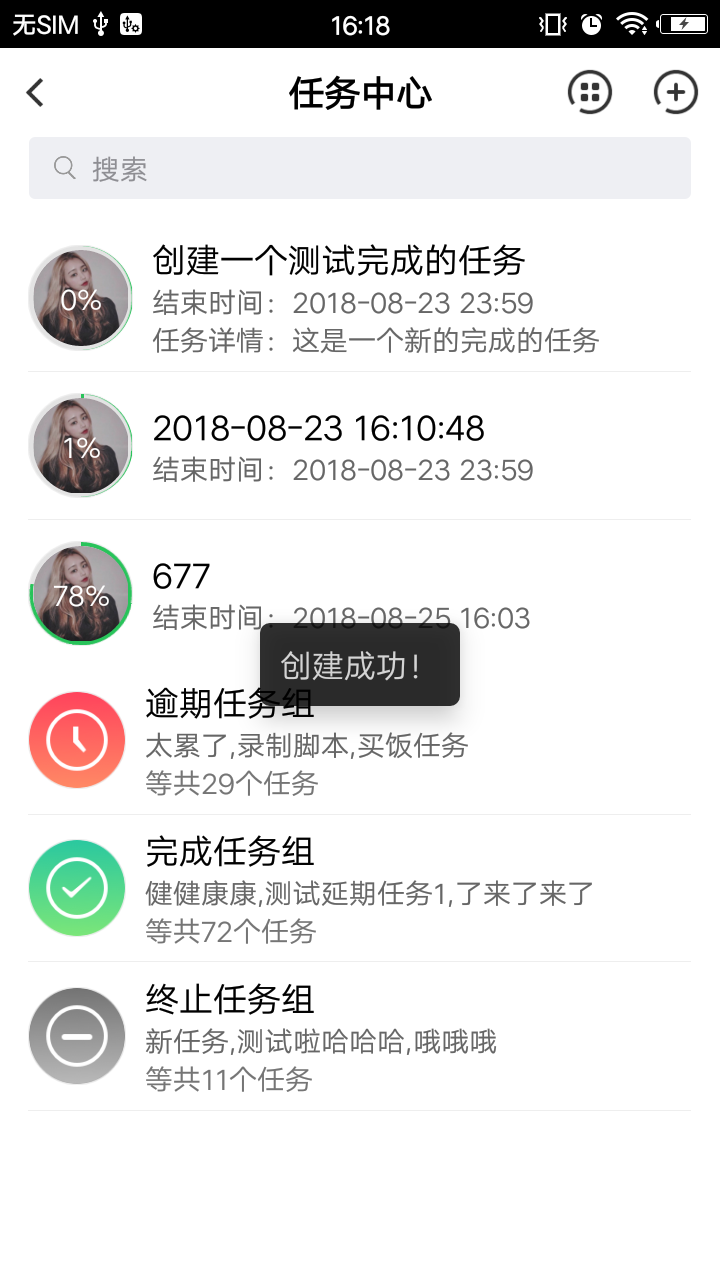 无SIM 16:18
任务中心
搜索
0%
创建一个测试完成的任务
结束时间：2018-08-23 23:59
任务详情：这是一个新的完成的任务
1%
2018-08-23 16:10:48
结束时间：2018-08-23 23:59
78%
677
结束时间：2018-08-25 16:03
创建成功！
逾期任务组
太累了,录制脚本,买饭任务
等共29个任务
完成任务组
健健康康,测试延期任务1,了来了来了
等共72个任务
终止任务组
新任务,测试啦哈哈哈,哦哦哦
等共11个任务